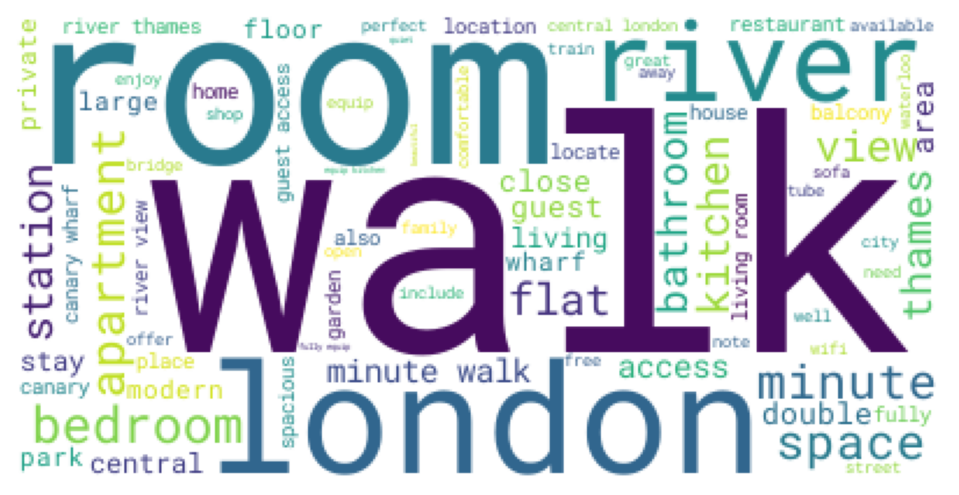 private
river thames
floor
perfect
quiet
location
central london
restaurant
available
room
river
train
great
away
enjoy
large
home
shop
guest access
equip
beautiful
comfortable
equip kitchen
locate
house
balcony
waterloo
area
view
station
canary wharf
apartment
bridge
river view
walk
also
family
open
close
guest
living
wharf
include
garden
flat
bathroom
kitchen
living room
sofa
tube
city
need
thames
well
wifi
offer
fully equip
note
stay
place
canary
modern
spacious
minute walk
free
access
minute
london
bedroom
double
fully
space
park
central
street